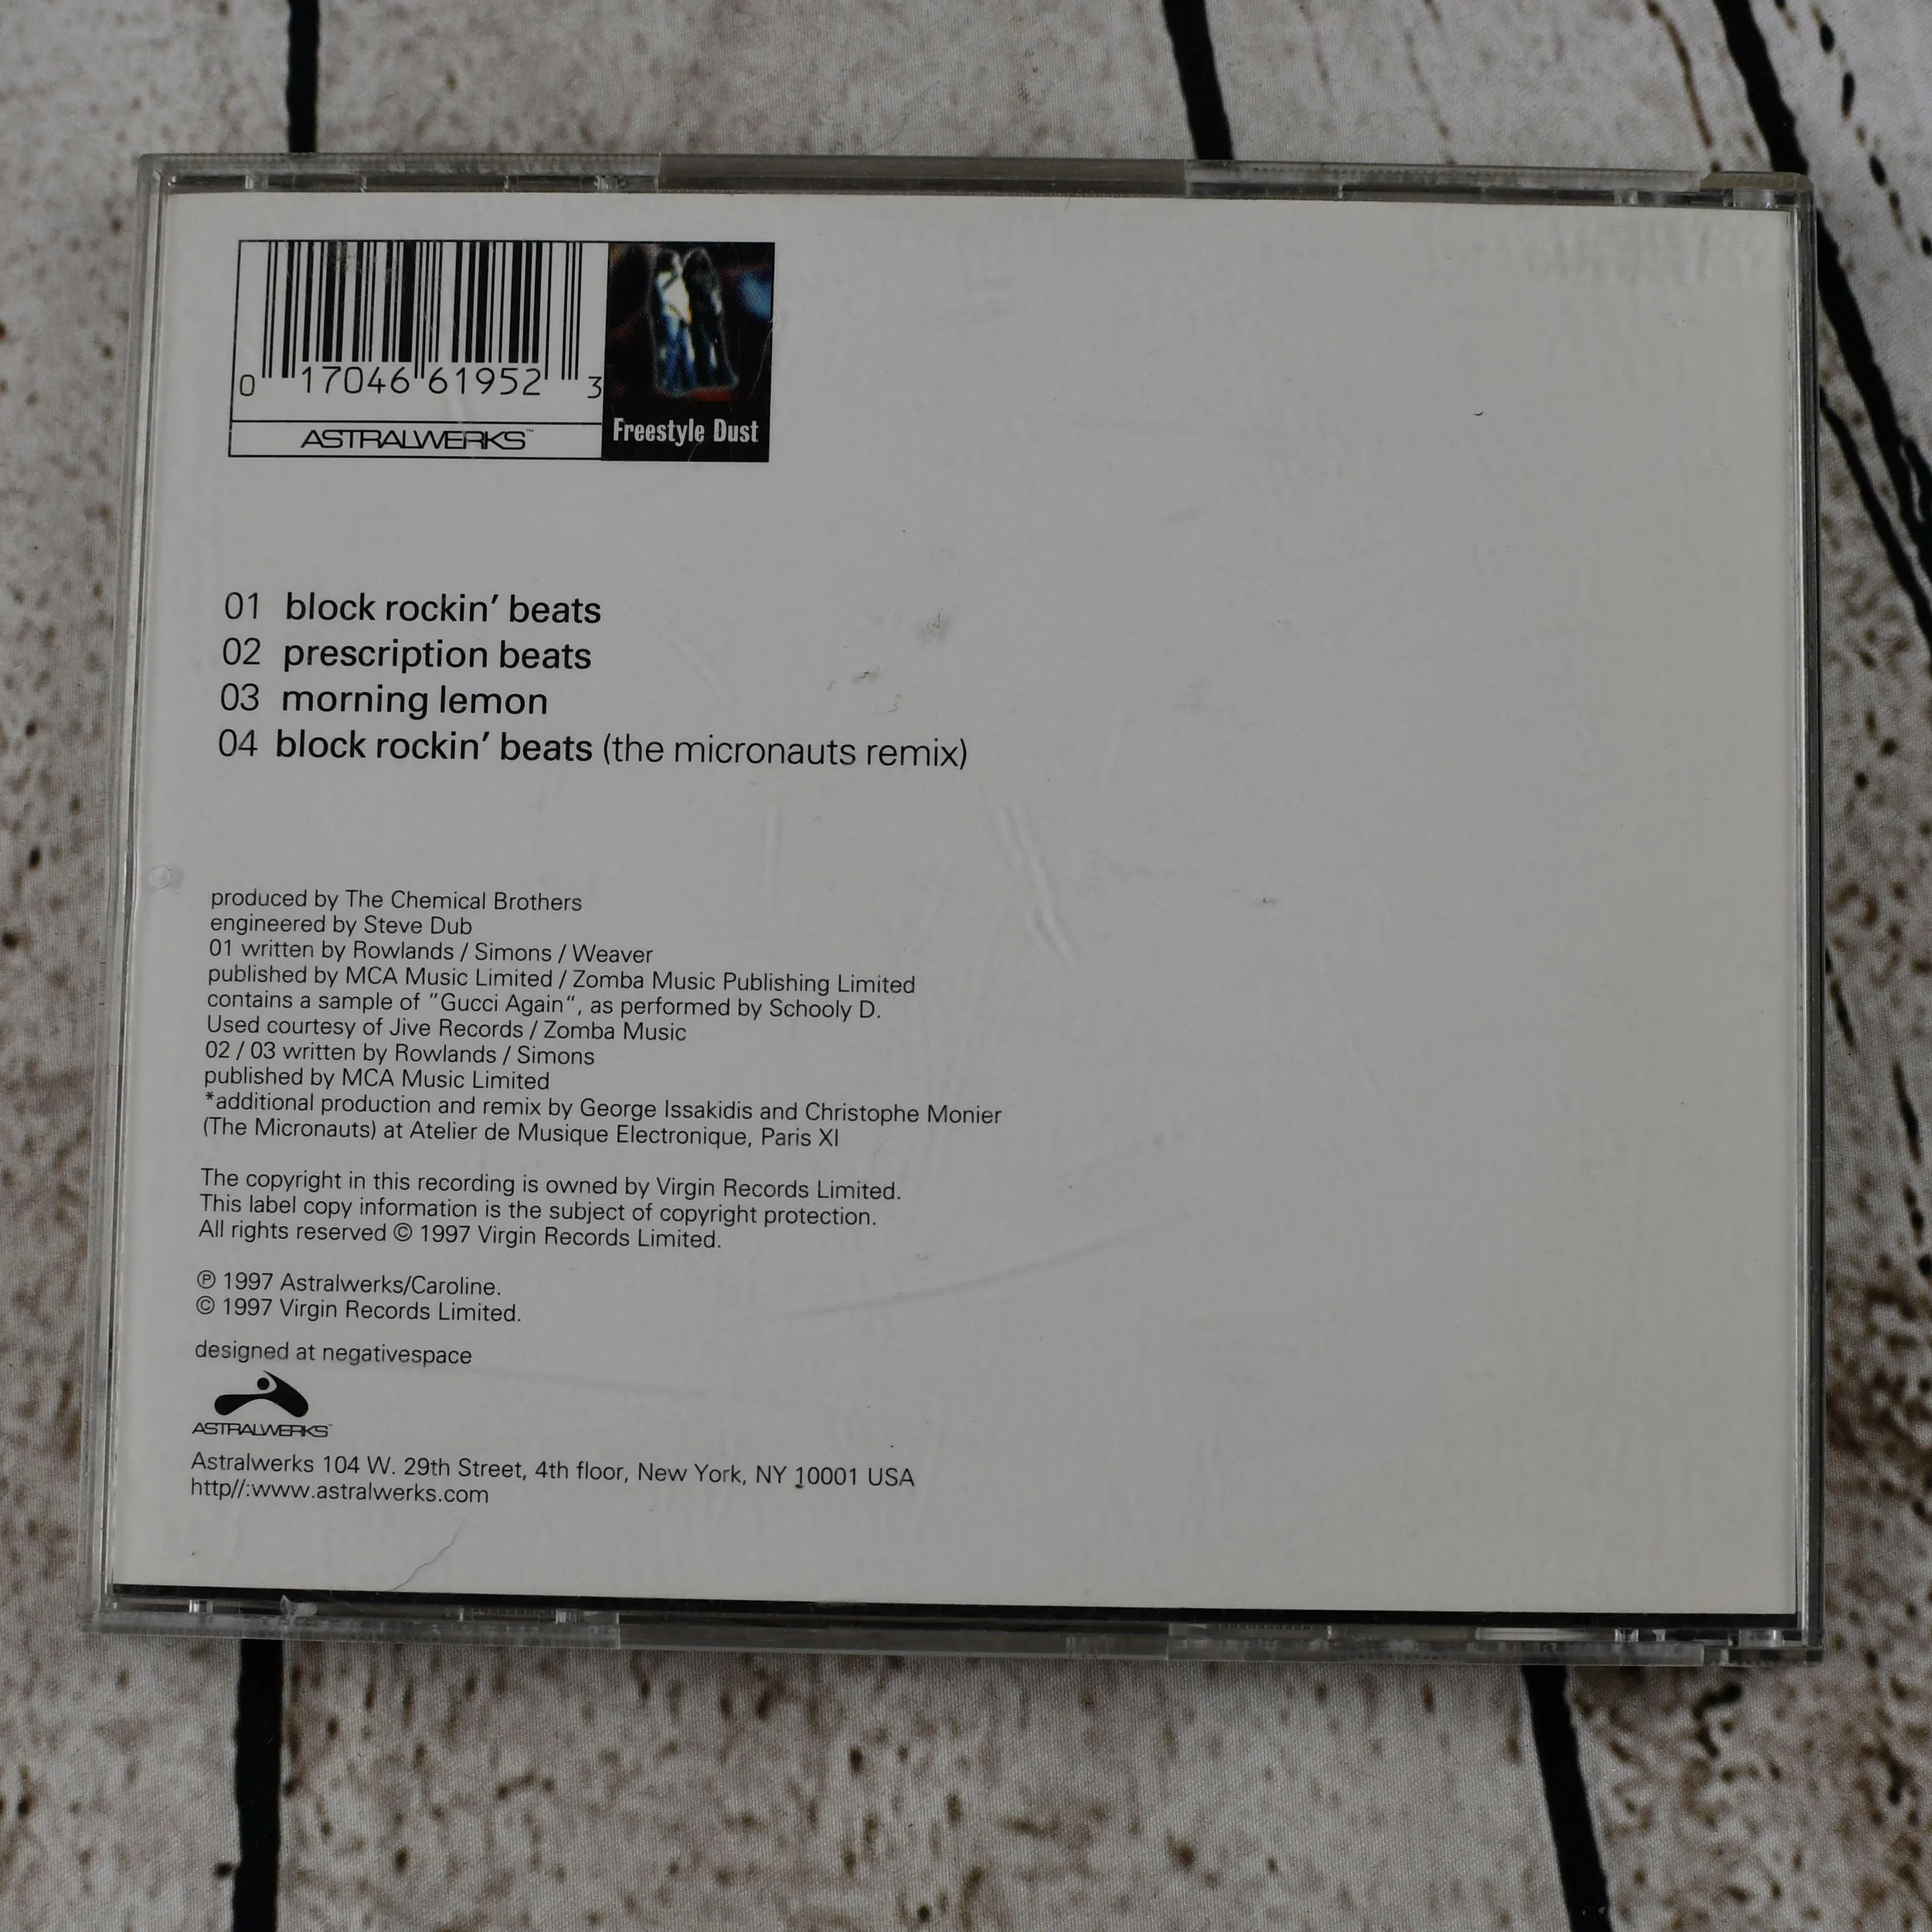 0 17046 61952 3
ASTRALWERKS™
Freestyle Dust
01 block rockin' beats
02 prescription beats
03 morning lemon
04 block rockin' beats (the micronauts remix)
produced by The Chemical Brothers
engineered by Steve Dub
01 written by Rowlands / Simons / Weaver
published by MCA Music Limited / Zomba Music Publishing Limited
contains a sample of "Gucci Again", as performed by Schooly D.
Used courtesy of Jive Records / Zomba Music
02 / 03 written by Rowlands / Simons
published by MCA Music Limited
*additional production and remix by George Issakidis and Christophe Monier
(The Micronauts) at Atelier de Musique Electronique, Paris XI
The copyright in this recording is owned by Virgin Records Limited.
This label copy information is the subject of copyright protection.
All rights reserved © 1997 Virgin Records Limited.
℗ 1997 Astralwerks/Caroline.
© 1997 Virgin Records Limited.
designed at negativespace
ASTRALWERKS™
Astralwerks 104 W. 29th Street, 4th floor, New York, NY 10001 USA
http//:www.astralwerks.com